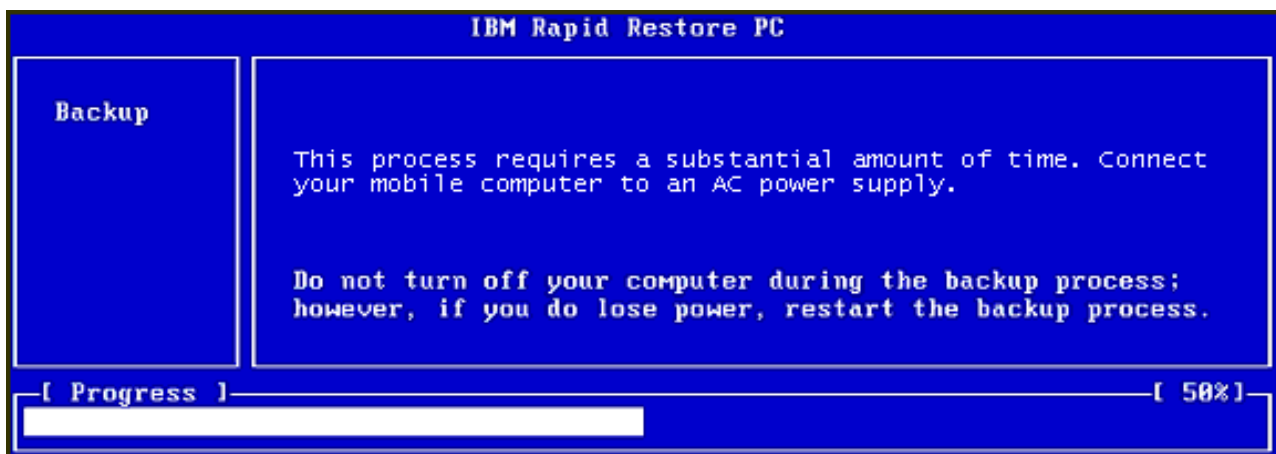 IBM Rapid Restore PC
Backup
This process requires a substantial amount of time. Connect
your mobile computer to an AC power supply.
Do not turn off your computer during the backup process;
however, if you do lose power, restart the backup process.
[ Progress ]
[ 50%]